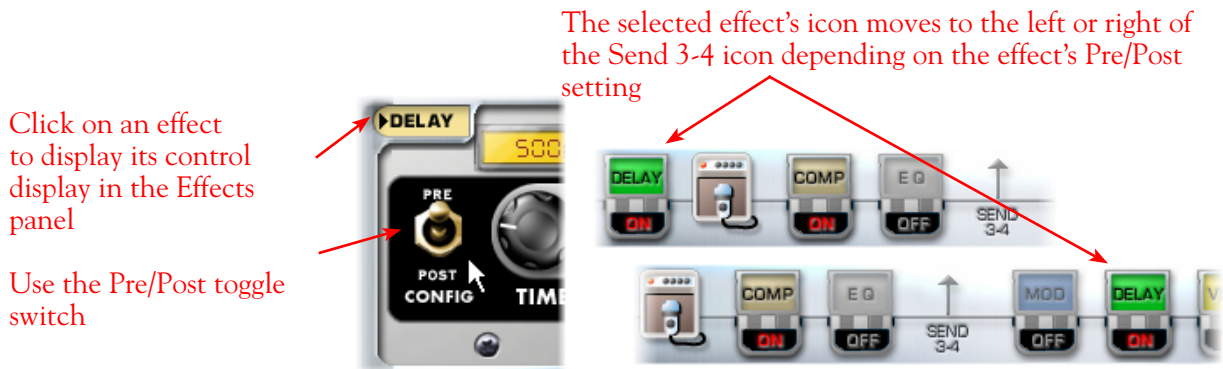 The selected effect's icon moves to the left or right of
the Send 3-4 icon depending on the effect's Pre/Post
setting
Click on an effect
to display its control
display in the Effects
panel
Use the Pre/Post toggle
switch
DELAY
500
PRE
POST
CONFIG
TIME
DELAY
ON
COMP
ON
EQ
OFF
SEND
3-4
COMP
ON
EQ
OFF
SEND
3-4
MOD
OFF
DELAY
ON